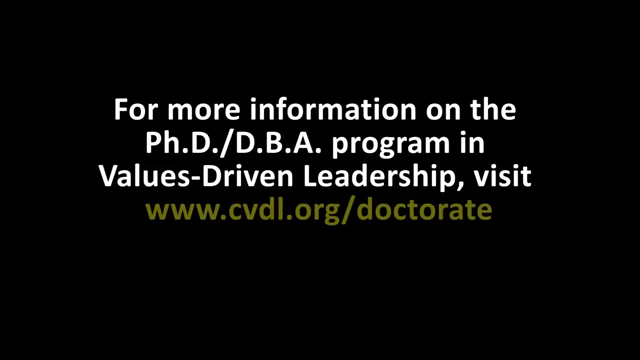 For more information on the
Ph.D./D.B.A. program in
Values-Driven Leadership, visit
www.cvdl.org/doctorate